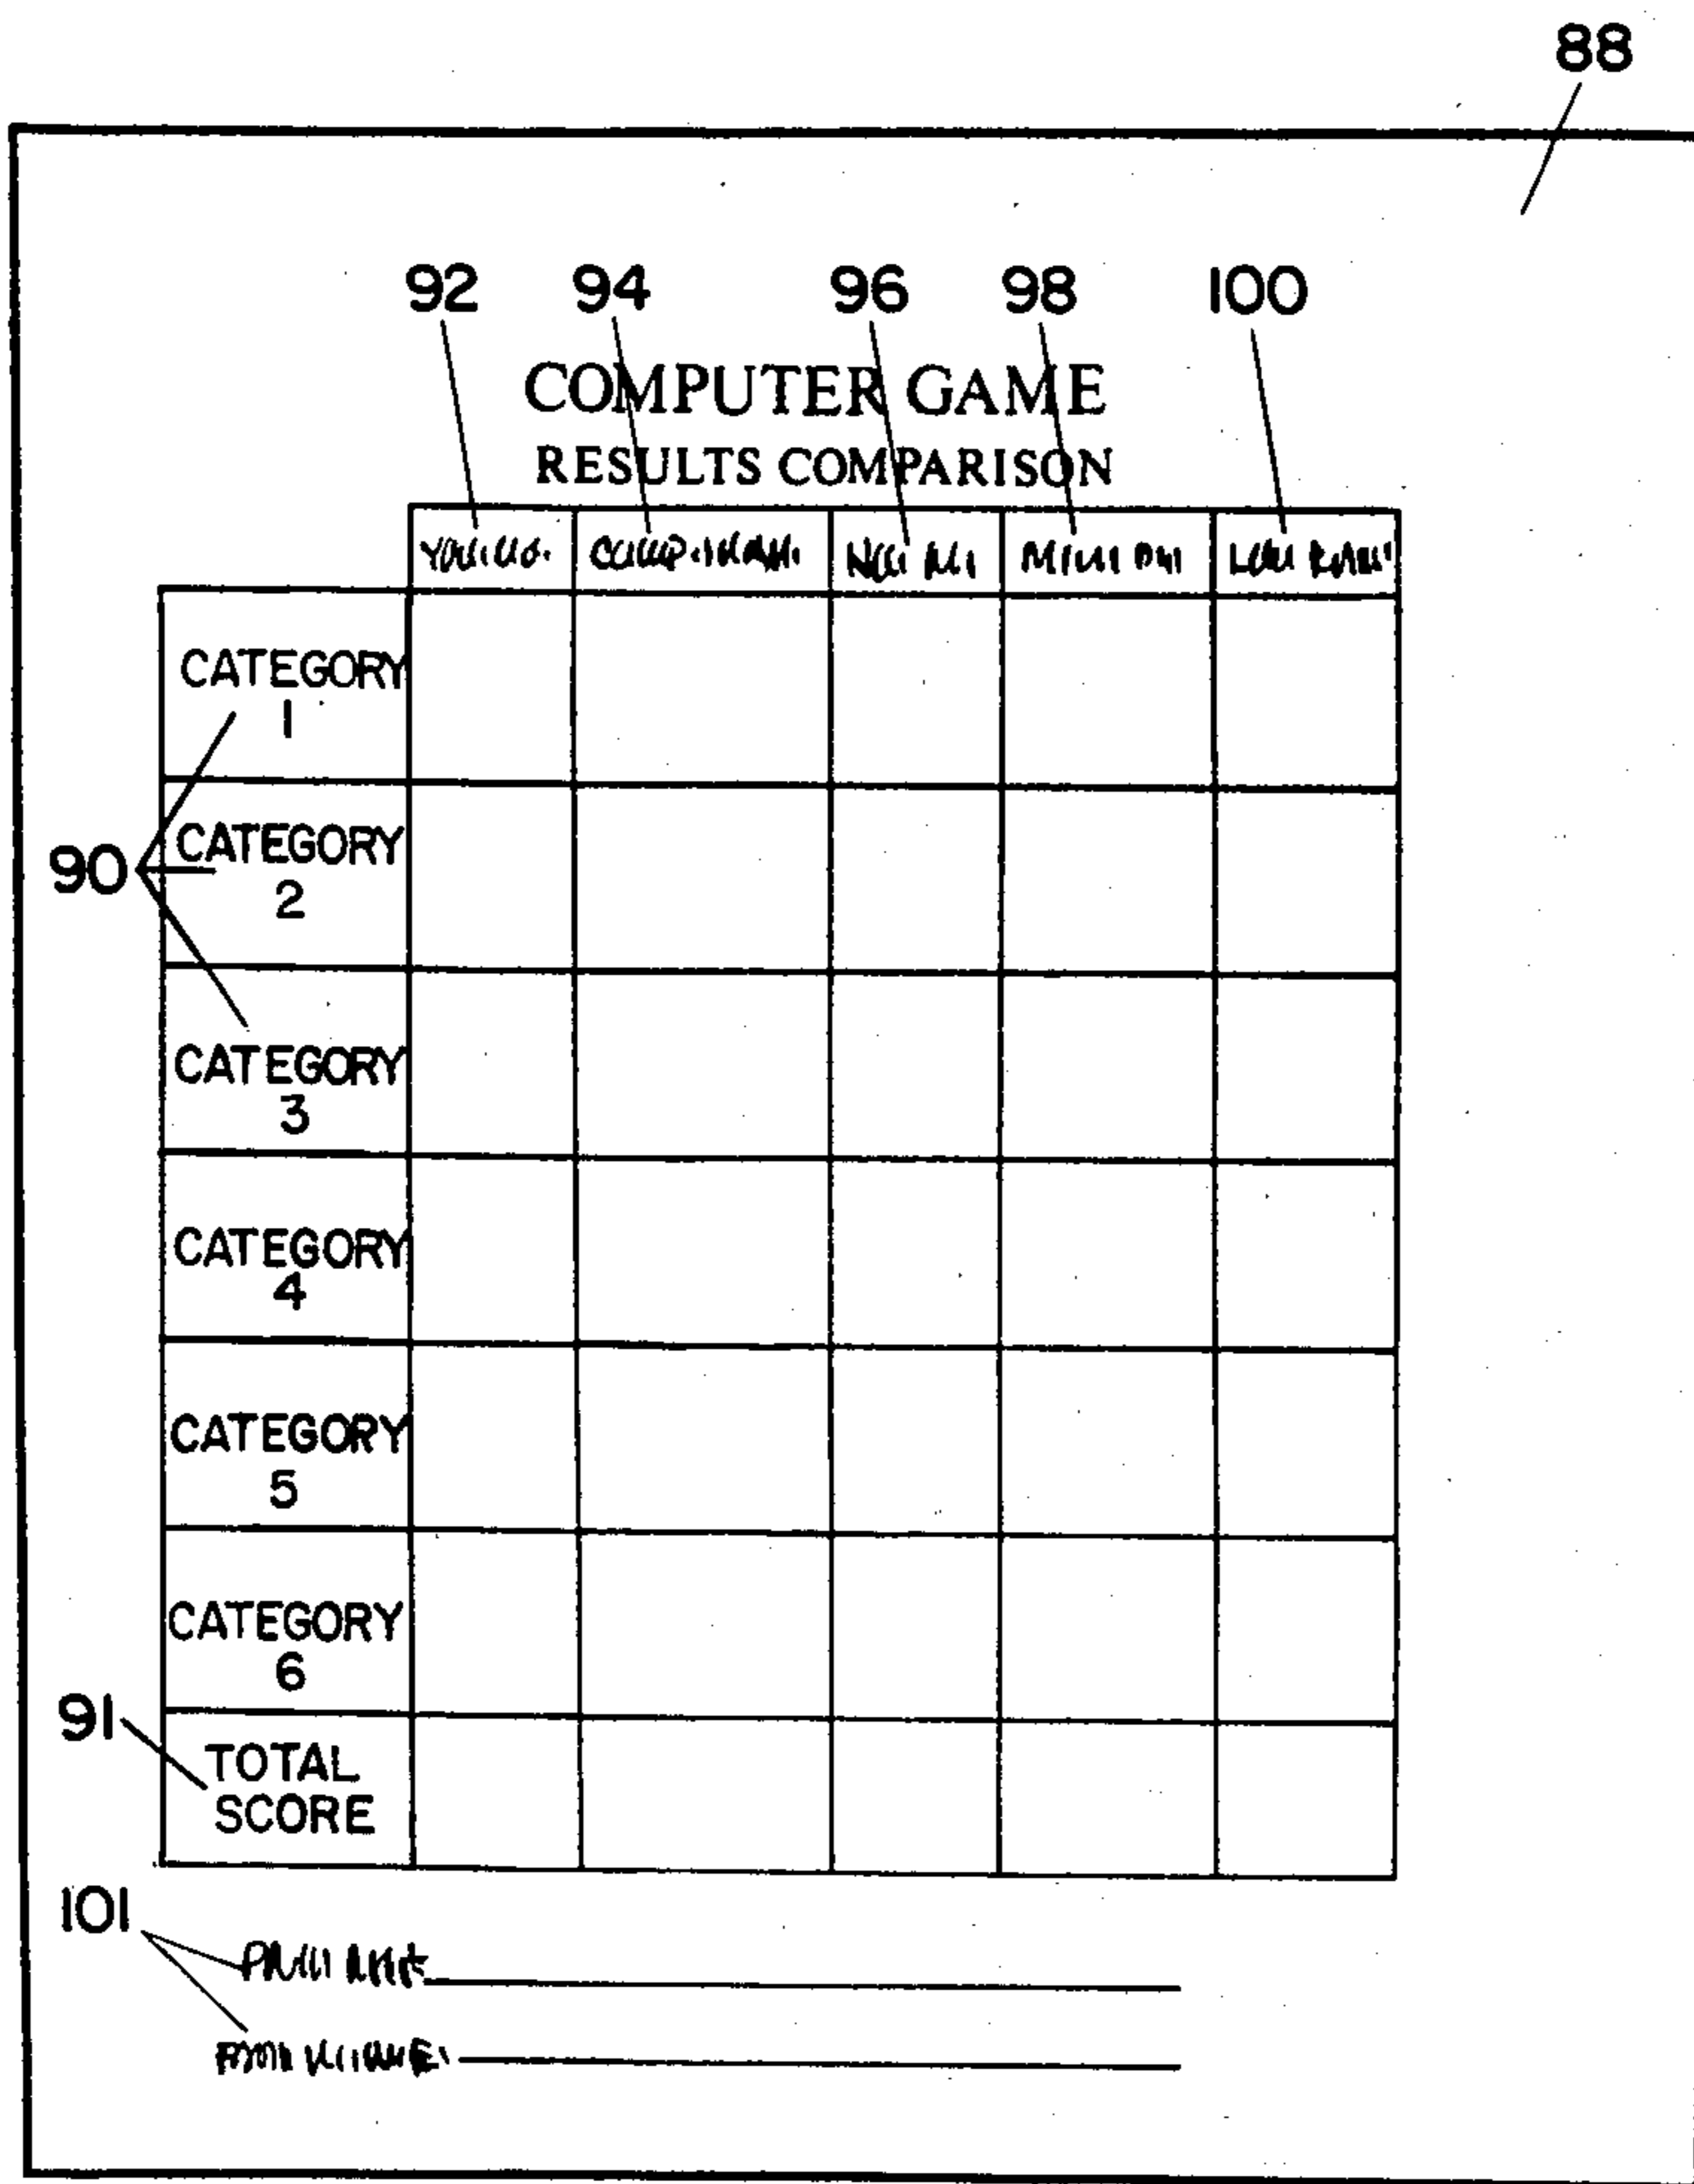 88
92 94 96 98 100
COMPUTER GAME
RESULTS COMPARISON
CATEGORY
1
90
CATEGORY
2
CATEGORY
3
CATEGORY
4
CATEGORY
5
CATEGORY
6
91
TOTAL
SCORE
101